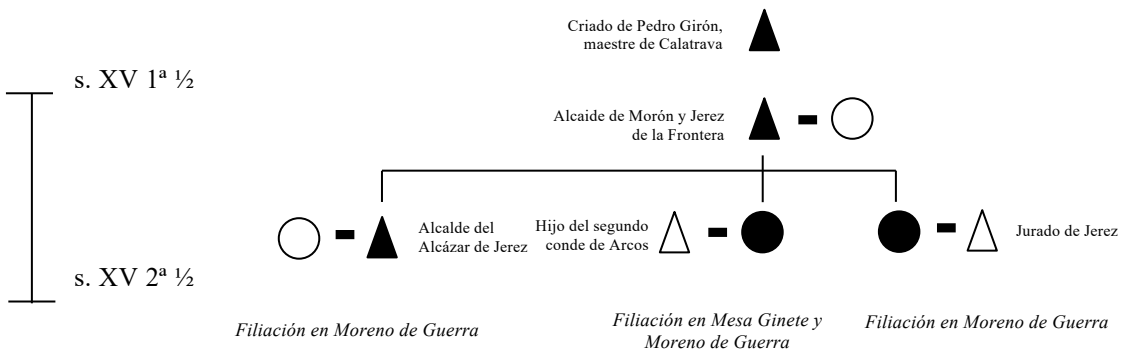 Criado de Pedro Girón,
maestre de Calatrava
s. XV 1ª ½
Alcaide de Morón y Jerez
de la Frontera
Alcalde del
Alcázar de Jerez
Hijo del segundo
conde de Arcos
Jurado de Jerez
s. XV 2ª ½
Filiación en Moreno de Guerra
Filiación en Mesa Ginete y
Moreno de Guerra
Filiación en Moreno de Guerra